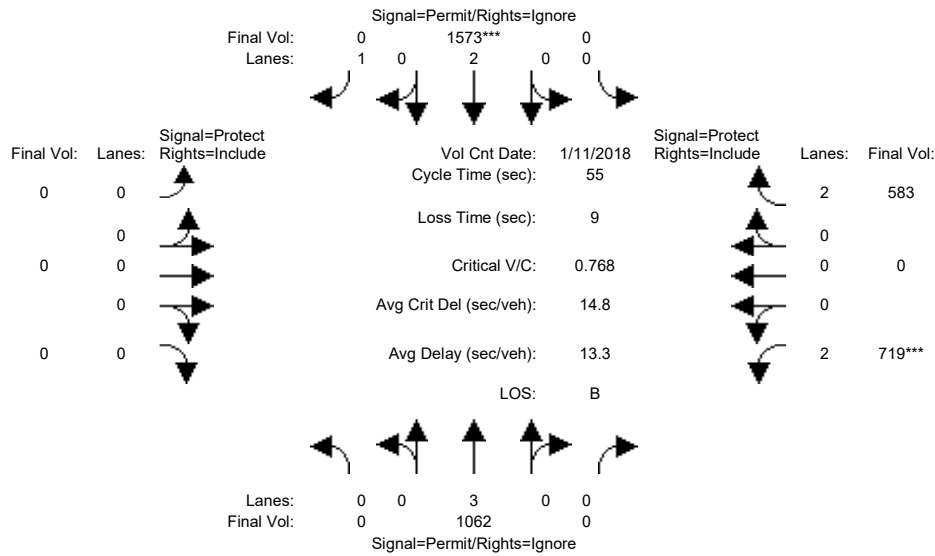 Signal=Permit/Rights=Ignore
Final Vol: 0 1573*** 0
Lanes: 1 0 2 0 0
Signal=Protect
Final Vol: Lanes: Rights=Include
Vol Cnt Date: 1/11/2018
Signal=Protect
Rights=Include Lanes: Final Vol:
Cycle Time (sec): 55
0 0
2 583
Loss Time (sec): 9
0
0
0 0
Critical V/C: 0.768
0 0
0
Avg Crit Del (sec/veh): 14.8
0
0 0
Avg Delay (sec/veh): 13.3
2 719***
LOS: B
Lanes: 0 0 3 0 0
Final Vol: 0 1062 0
Signal=Permit/Rights=Ignore